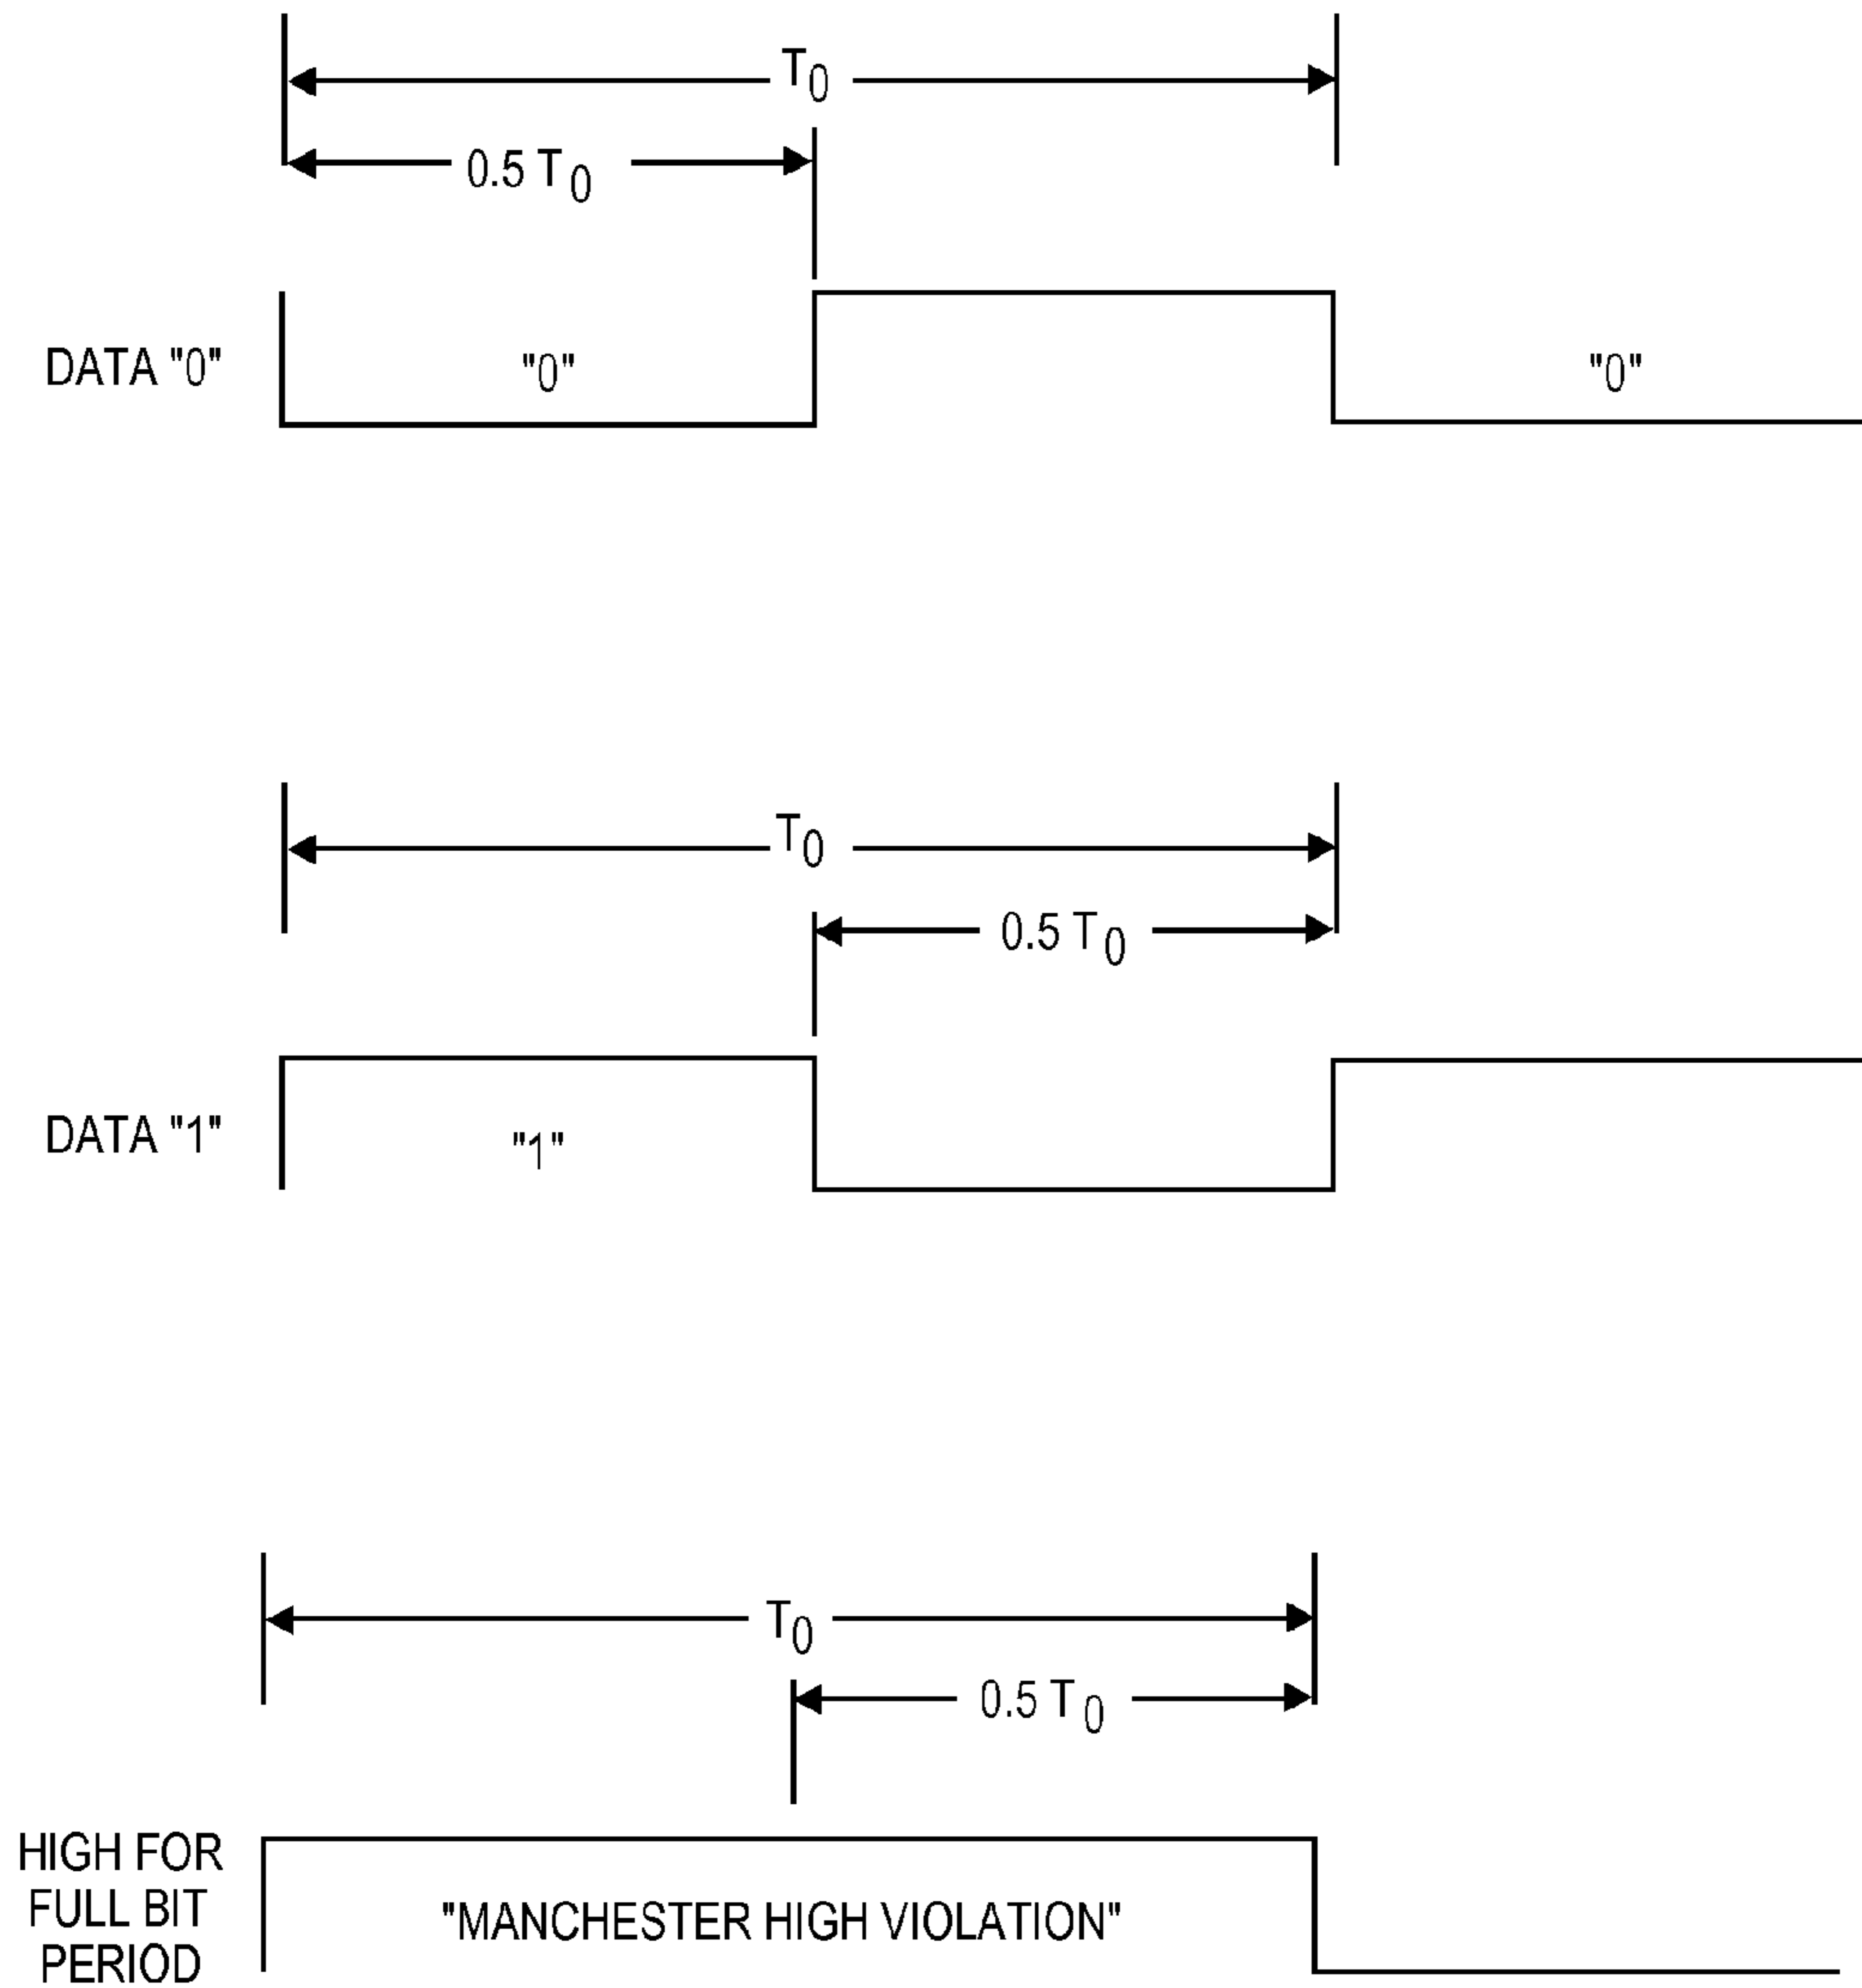 T0
0.5 T0
DATA "0" "0" "0"
T0
0.5 T0
DATA "1" "1"
T0
0.5 T0
HIGH FOR
FULL BIT
PERIOD
"MANCHESTER HIGH VIOLATION"